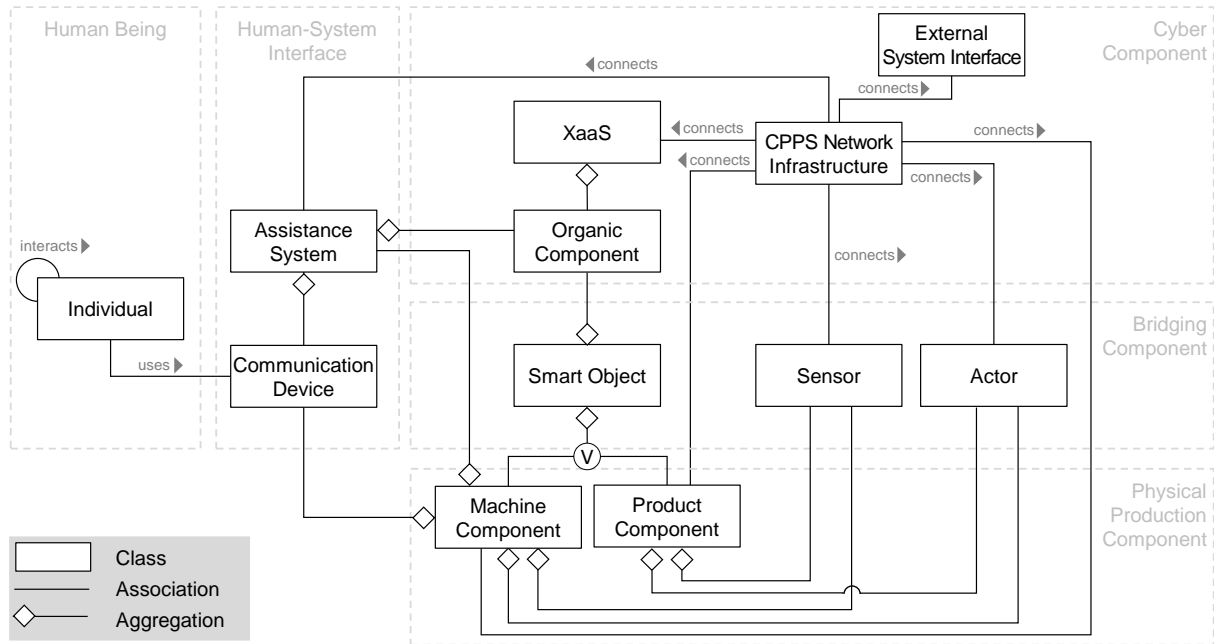 Human Being
Human-System
Interface
Cyber
Component
External
System Interface
connects
connects
XaaS
connects
CPPS Network
Infrastructure
connects
connects
connects
Assistance
System
Organic
Component
interacts
connects
Individual
Bridging
Component
uses
Communication
Device
Smart Object
Sensor
Actor
V
Machine
Component
Product
Component
Physical
Production
Component
Class
Association
Aggregation